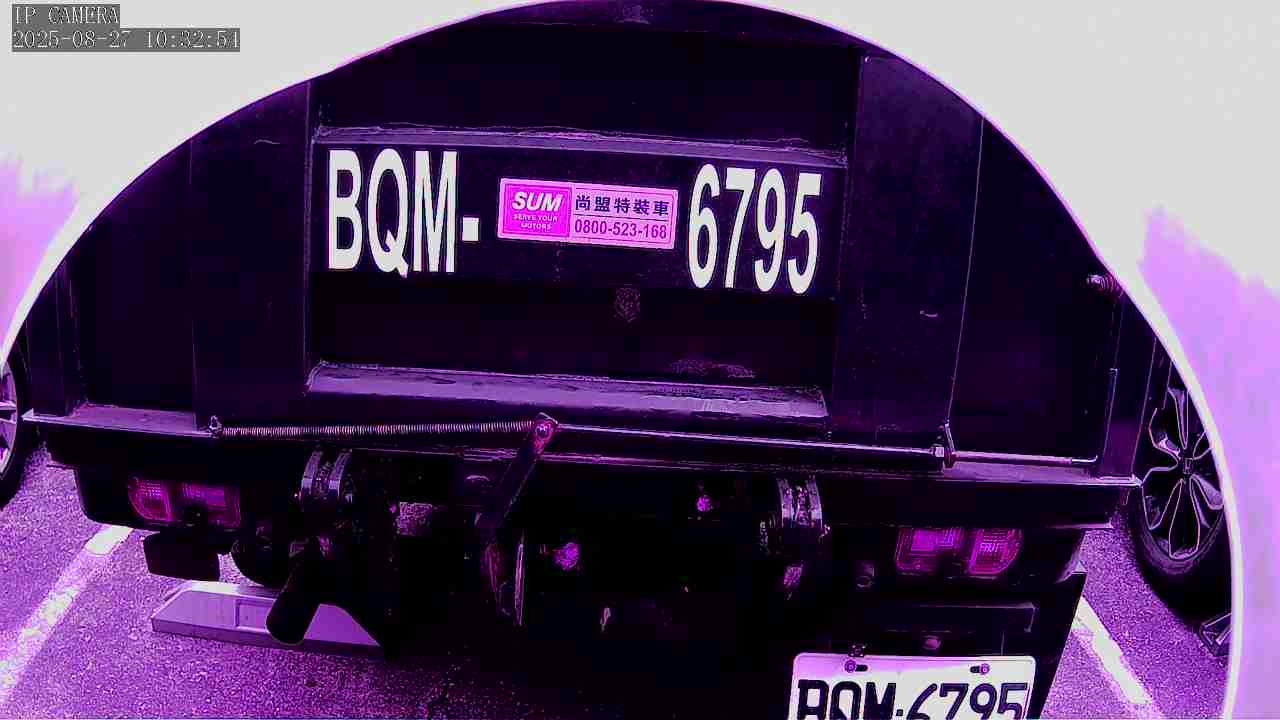 IP CAMERA
2025-08-27 10:32:54
BQM-6795
SUM
SERVE YOUR
MOTORS
尚盟特裝車
0800-523-168
BQM·6795